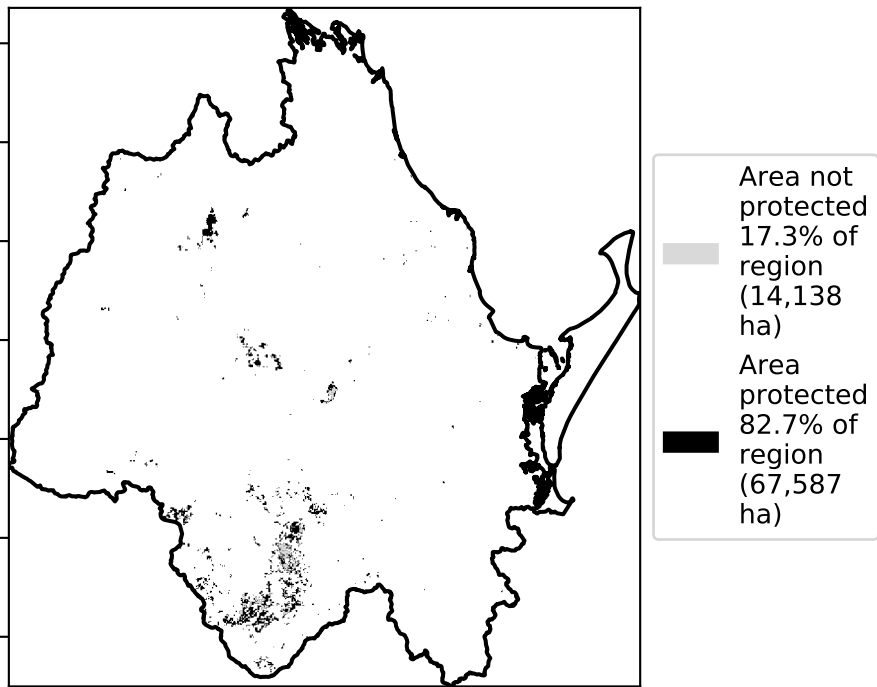 Area not
protected
17.3% of
region
(14,138
ha)
Area
protected
82.7% of
region
(67,587
ha)